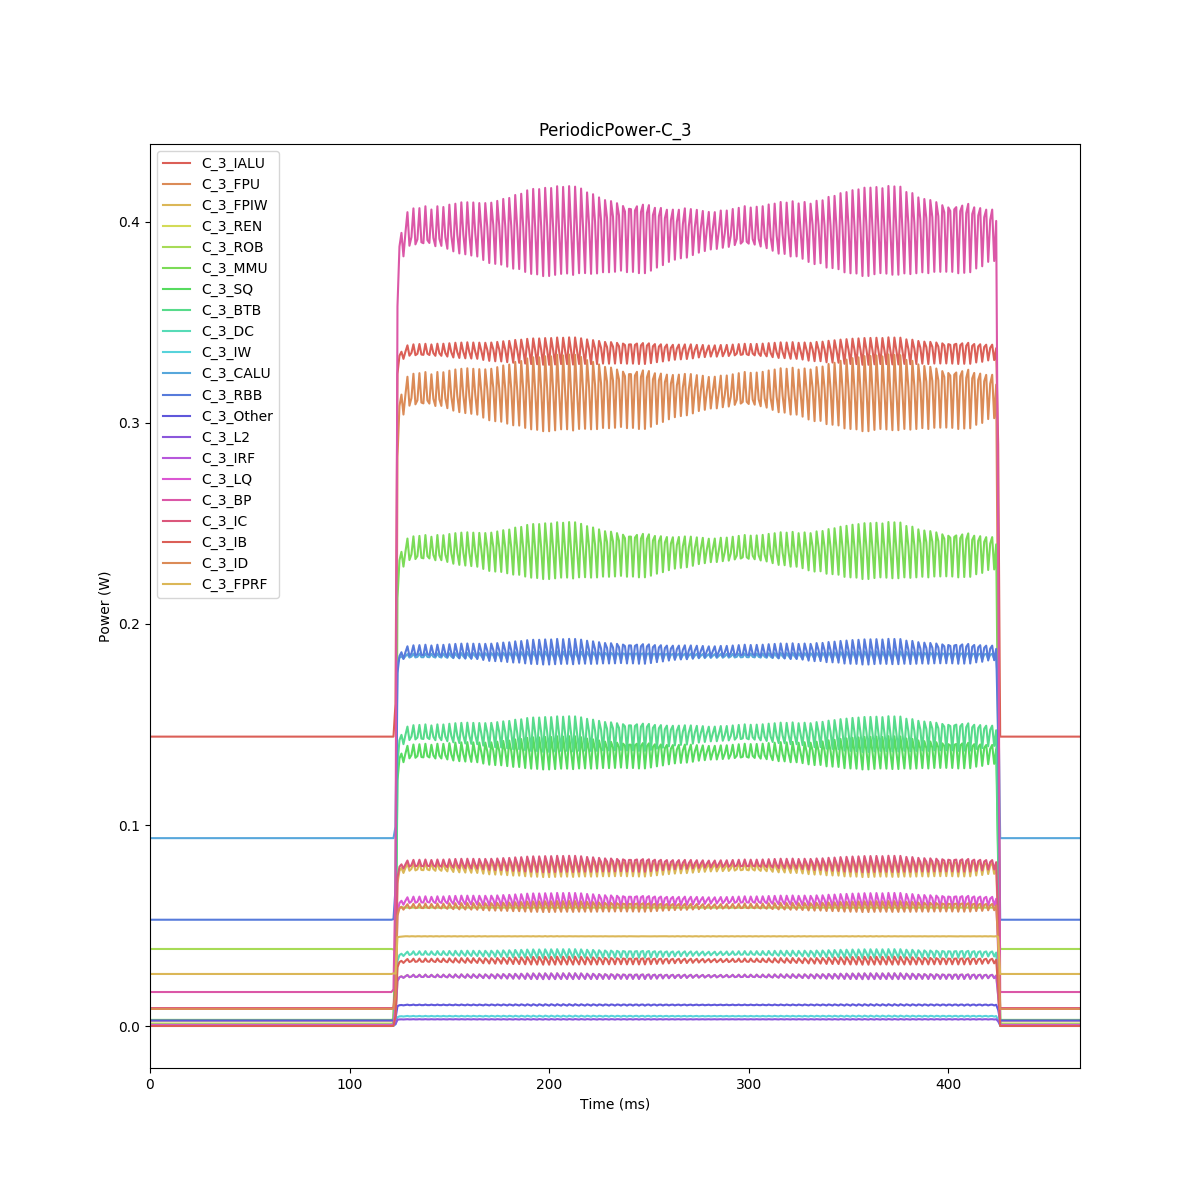 PeriodicPower-C_3
C_3_IALU
C_3_FPU
C_3_FPIW
C_3_REN
C_3_ROB
C_3_MMU
C_3_SQ
C_3_BTB
C_3_DC
C_3_IW
C_3_CALU
C_3_RBB
C_3_Other
C_3_L2
C_3_IRF
C_3_LQ
C_3_BP
C_3_IC
C_3_IB
C_3_ID
C_3_FPRF
Power (W)
0.4
0.3
0.2
0.1
0.0
0 100 200 300 400
Time (ms)